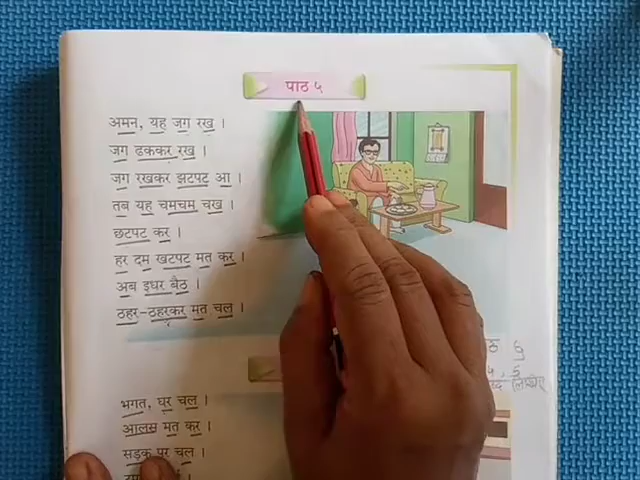 पाठ ५
अमन, यह जग रख ।
जग ढककर रख ।
जग रखकर झटपट आ ।
तब यह चमचम चख ।
छटपट कर ।
हर दम खटपट मत कर ।
अब इधर बैठ ।
ठहर-ठहरकर मत चल ।
भगत, घर चल ।
आलम मत कर ।
सड़क पर चल ।